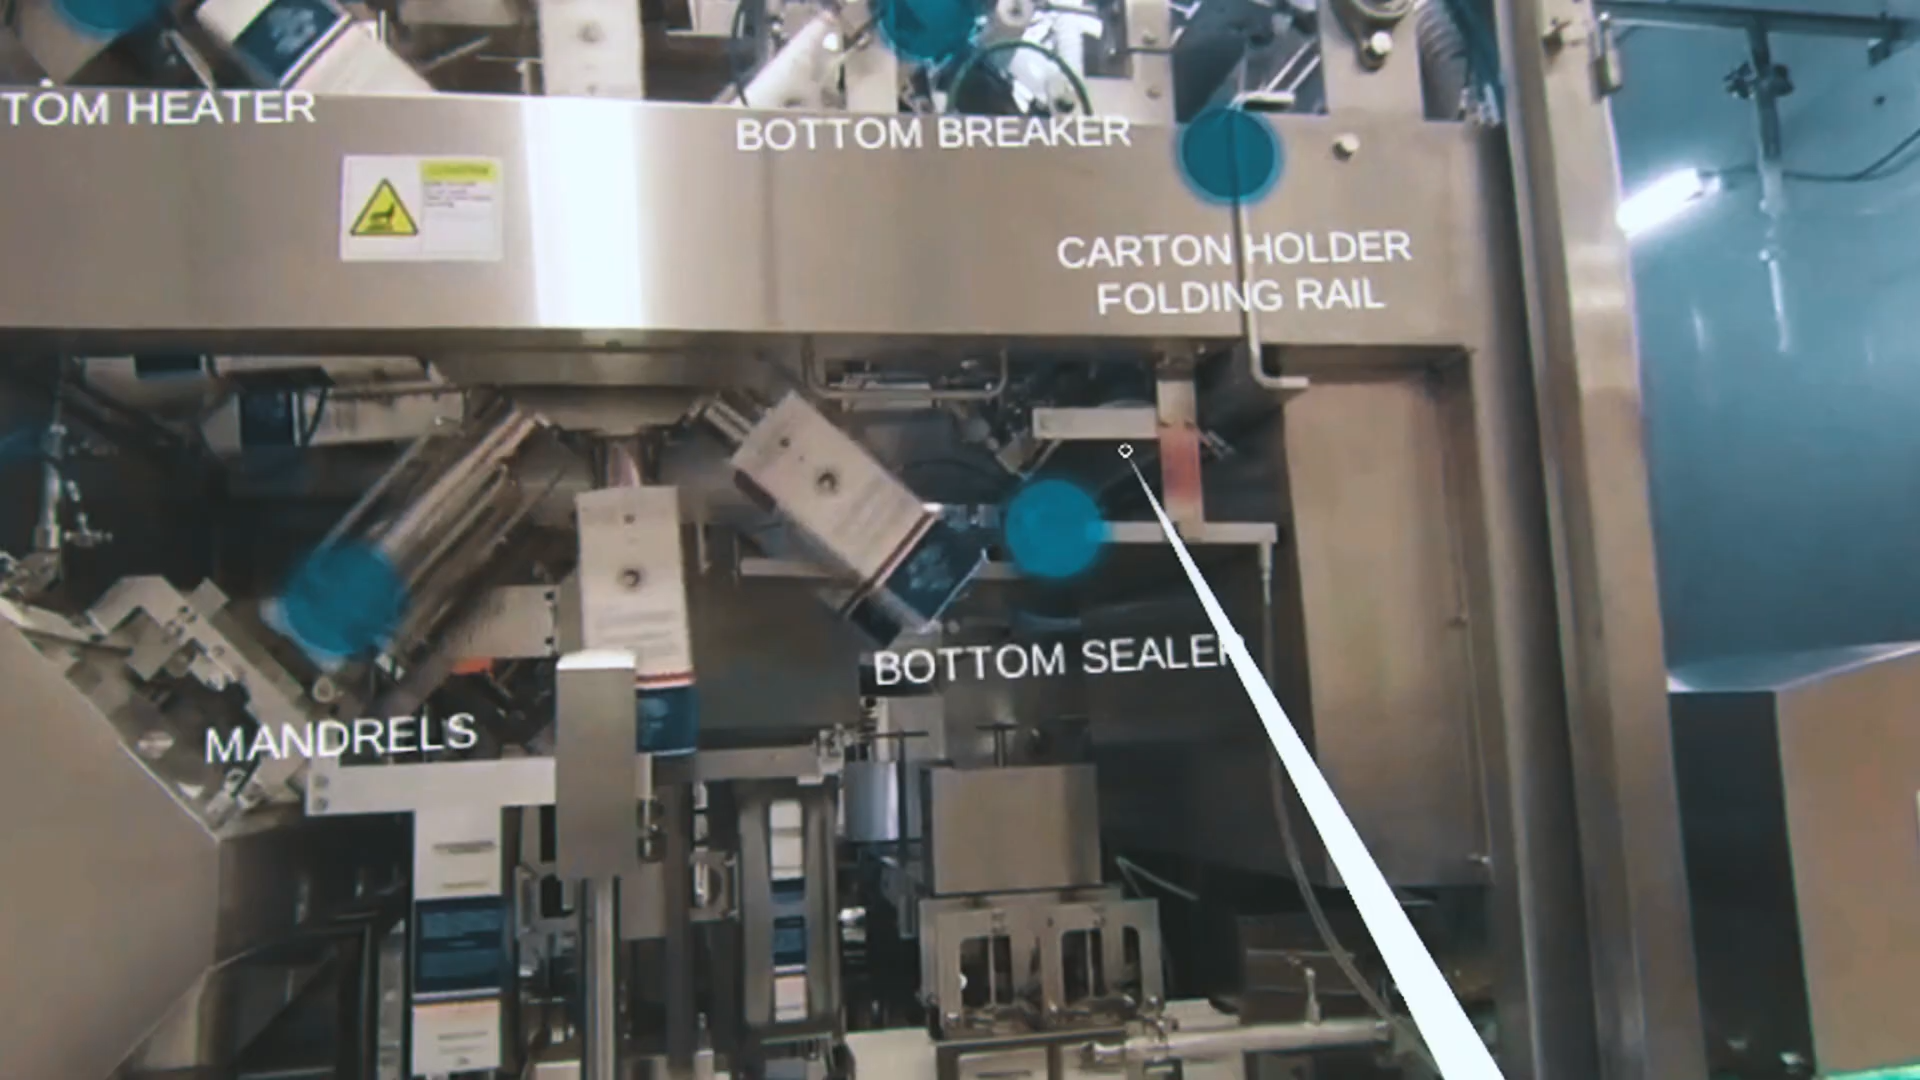 TOM HEATER
BOTTOM BREAKER
CARTON HOLDER
FOLDING RAIL
BOTTOM SEALER
MANDRELS